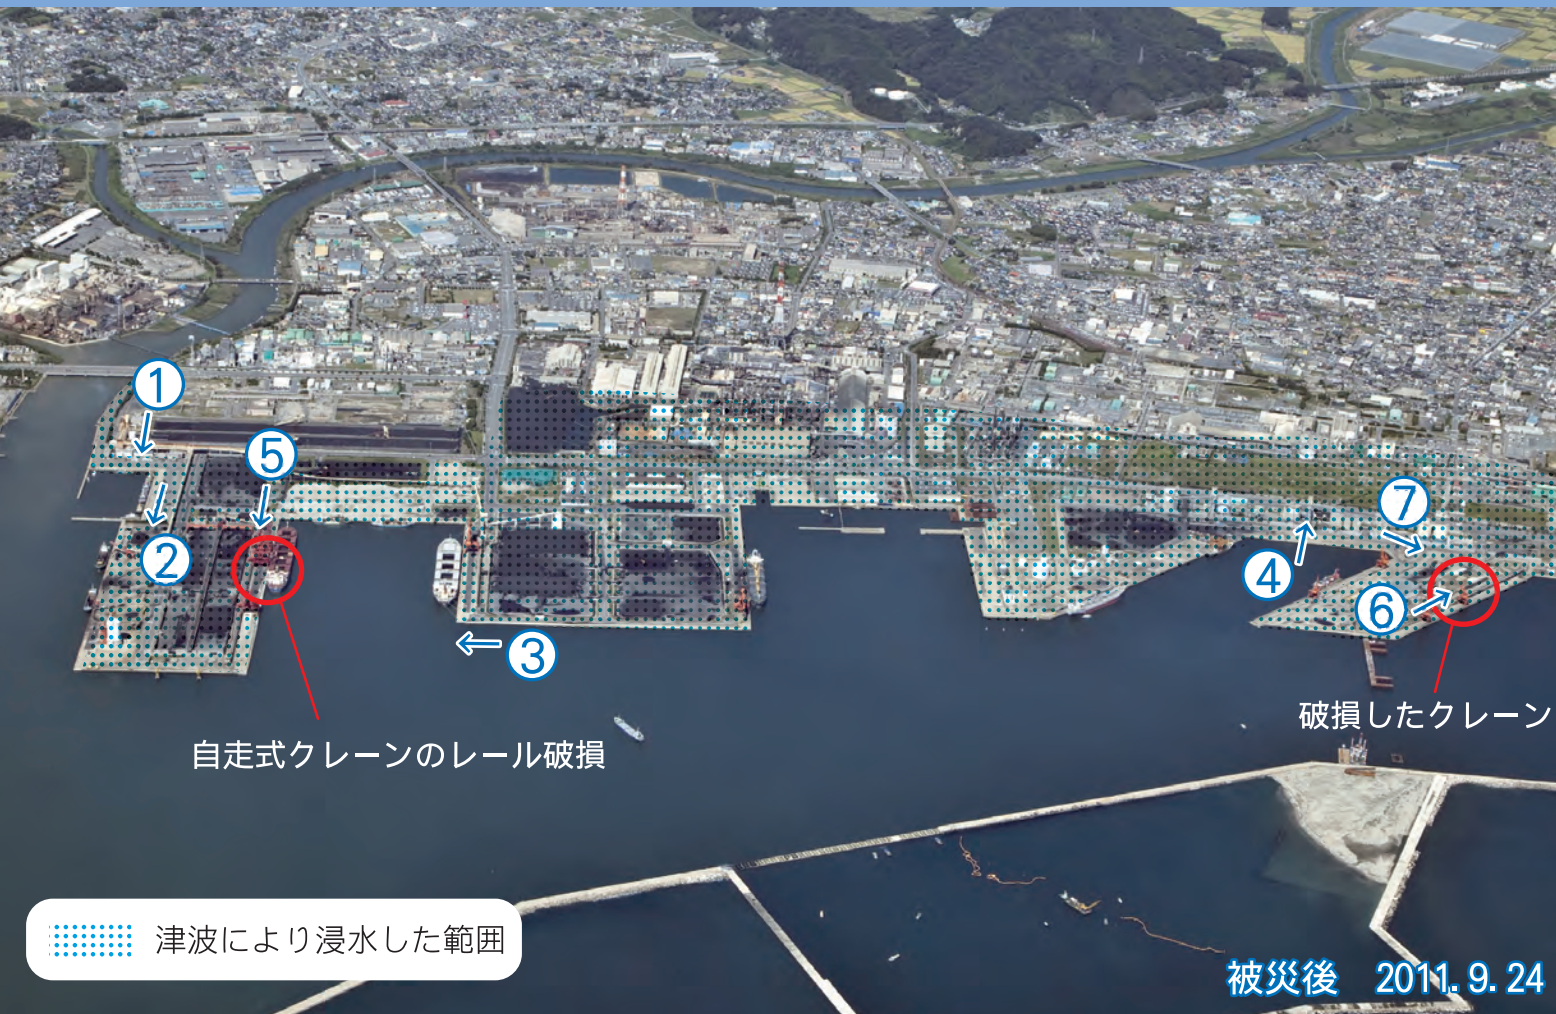 ①
⑤
⑦
②
④
⑥
③
破損したクレーン
自走式クレーンのレール破損
津波により浸水した範囲
被災後 2011.9.24